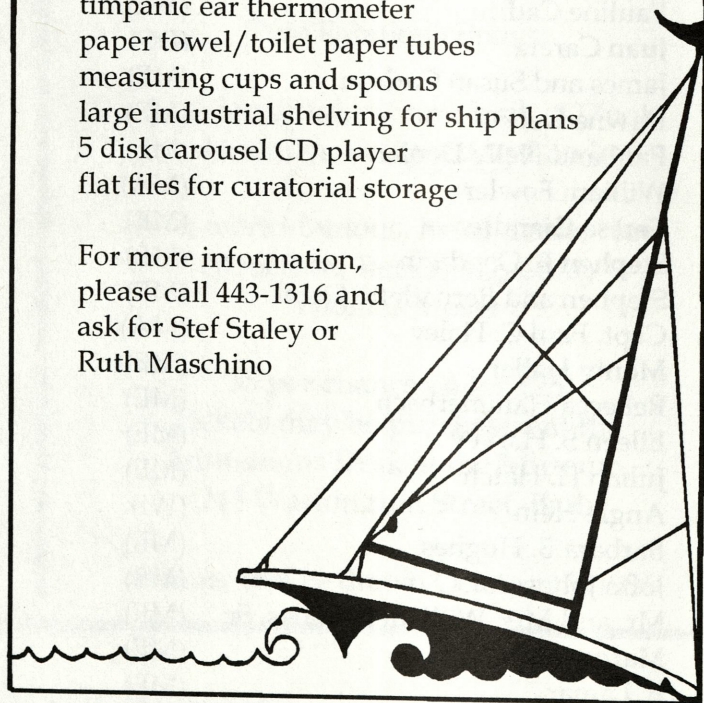 timpanic ear thermometer
paper towel/toilet paper tubes
measuring cups and spoons
large industrial shelving for ship plans
5 disk carousel CD player
flat files for curatorial storage
For more information,
please call 443-1316 and
ask for Stef Staley or
Ruth Maschino